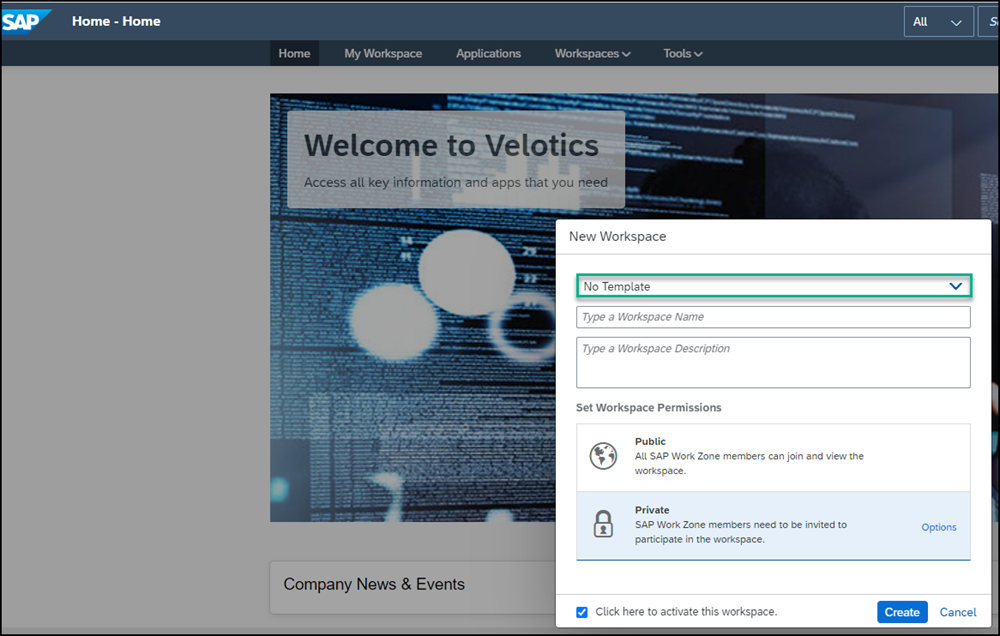 SAP
Home - Home
All
Home
My Workspace
Applications
Workspaces
Tools
Welcome to Velotics
Access all key information and apps that you need
New Workspace
No Template
Type a Workspace Name
Type a Workspace Description
Set Workspace Permissions
Public
All SAP Work Zone members can join and view the
workspace.
Private
SAP Work Zone members need to be invited to
participate in the workspace.
Options
Company News & Events
Click here to activate this workspace.
Create
Cancel